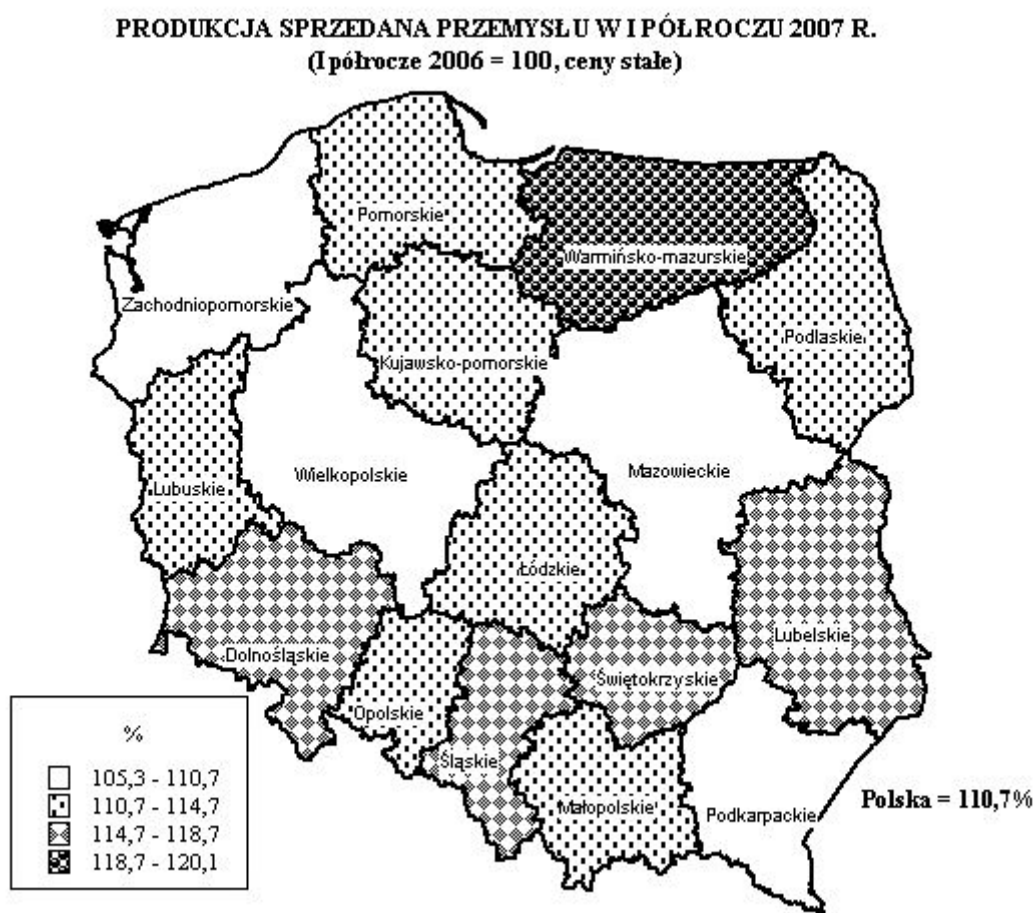 PRODUKCJA SPRZEDANA PRZEMYSŁU W I PÓŁROCZU 2007 R.
(I półrocze 2006 = 100, ceny stałe)
Pomorskie
Warmińsko-mazurskie
Zachodniopomorskie
Podlaskie
Kujawsko-pomorskie
Wielkopolskie
Mazowieckie
Lubuskie
Łódzkie
Lubelskie
Dolnośląskie
Świętokrzyskie
Opolskie
Śląskie
Małopolskie
Podkarpackie
Polska = 110,7%
%
105,3 - 110,7
110,7 - 114,7
114,7 - 118,7
118,7 - 120,1